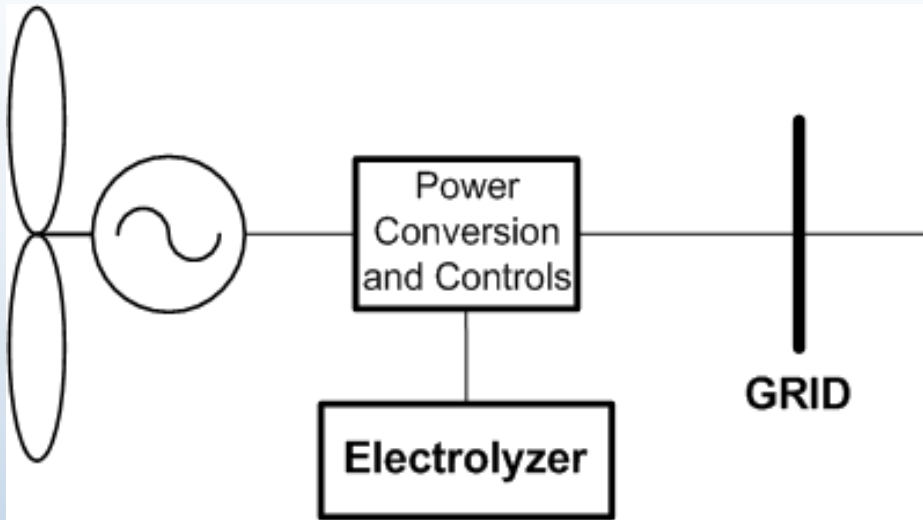 Power
Conversion
and Controls
GRID
Electrolyzer